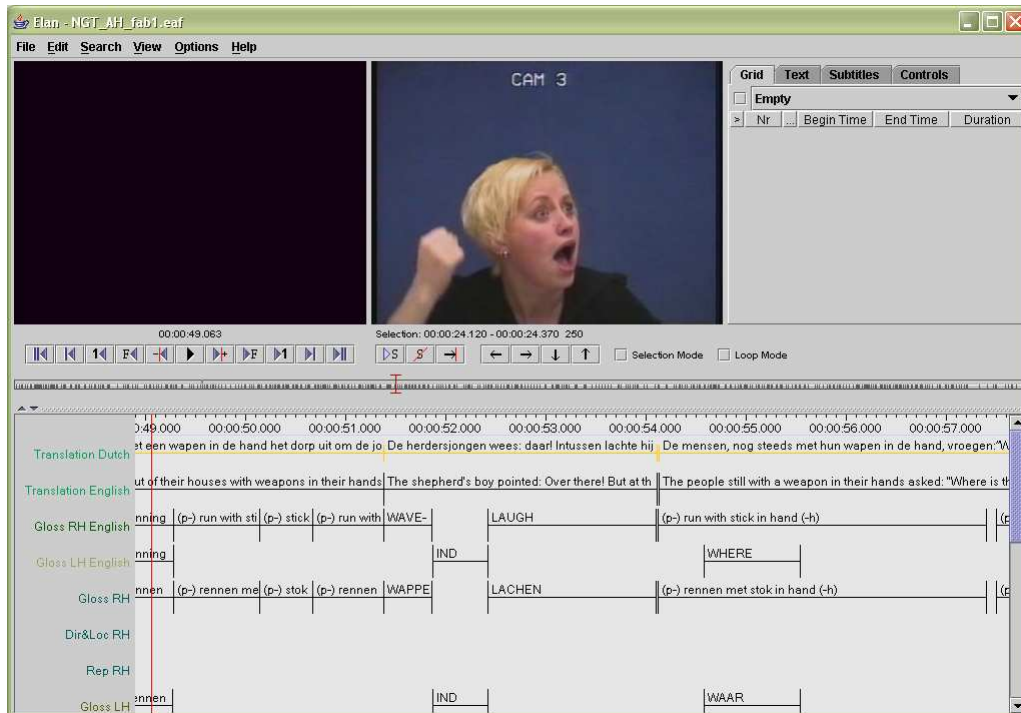 Elan - NGT_AH_fab1.eaf
File Edit Search View Options Help
CAM 3
Grid Text Subtitles Controls
Empty
> Nr ... Begin Time End Time Duration
00:00:49.063
Selection: 00:00:24.120 - 00:00:24.370 250
1 F F 1 S S Selection Mode Loop Mode
0:49.000 00:00:50.000 00:00:51.000 00:00:52.000 00:00:53.000 00:00:54.000 00:00:55.000 00:00:56.000 00:00:57.000
Translation Dutch een wapen in de hand het dorp uit om de jo De herdersjongen wees: daar! Intussen lachte hij De mensen, nog steeds met hun wapen in de hand, vroegen:"W
Translation English out of their houses with weapons in their hands The shepherd's boy pointed: Over there! But at th The people still with a weapon in their hands asked: "Where is th
Gloss RH English nning (p-) run with sti (p-) stick (p-) run with WAVE- LAUGH (p-) run with stick in hand (-h) (p
Gloss LH English nning IND WHERE
Gloss RH nnen (p-) rennen me (p-) stok (p-) rennen WAPPE LACHEN (p-) rennen met stok in hand (-h) (p
Dir&Loc RH
Rep RH
Gloss LH ennen IND WAAR